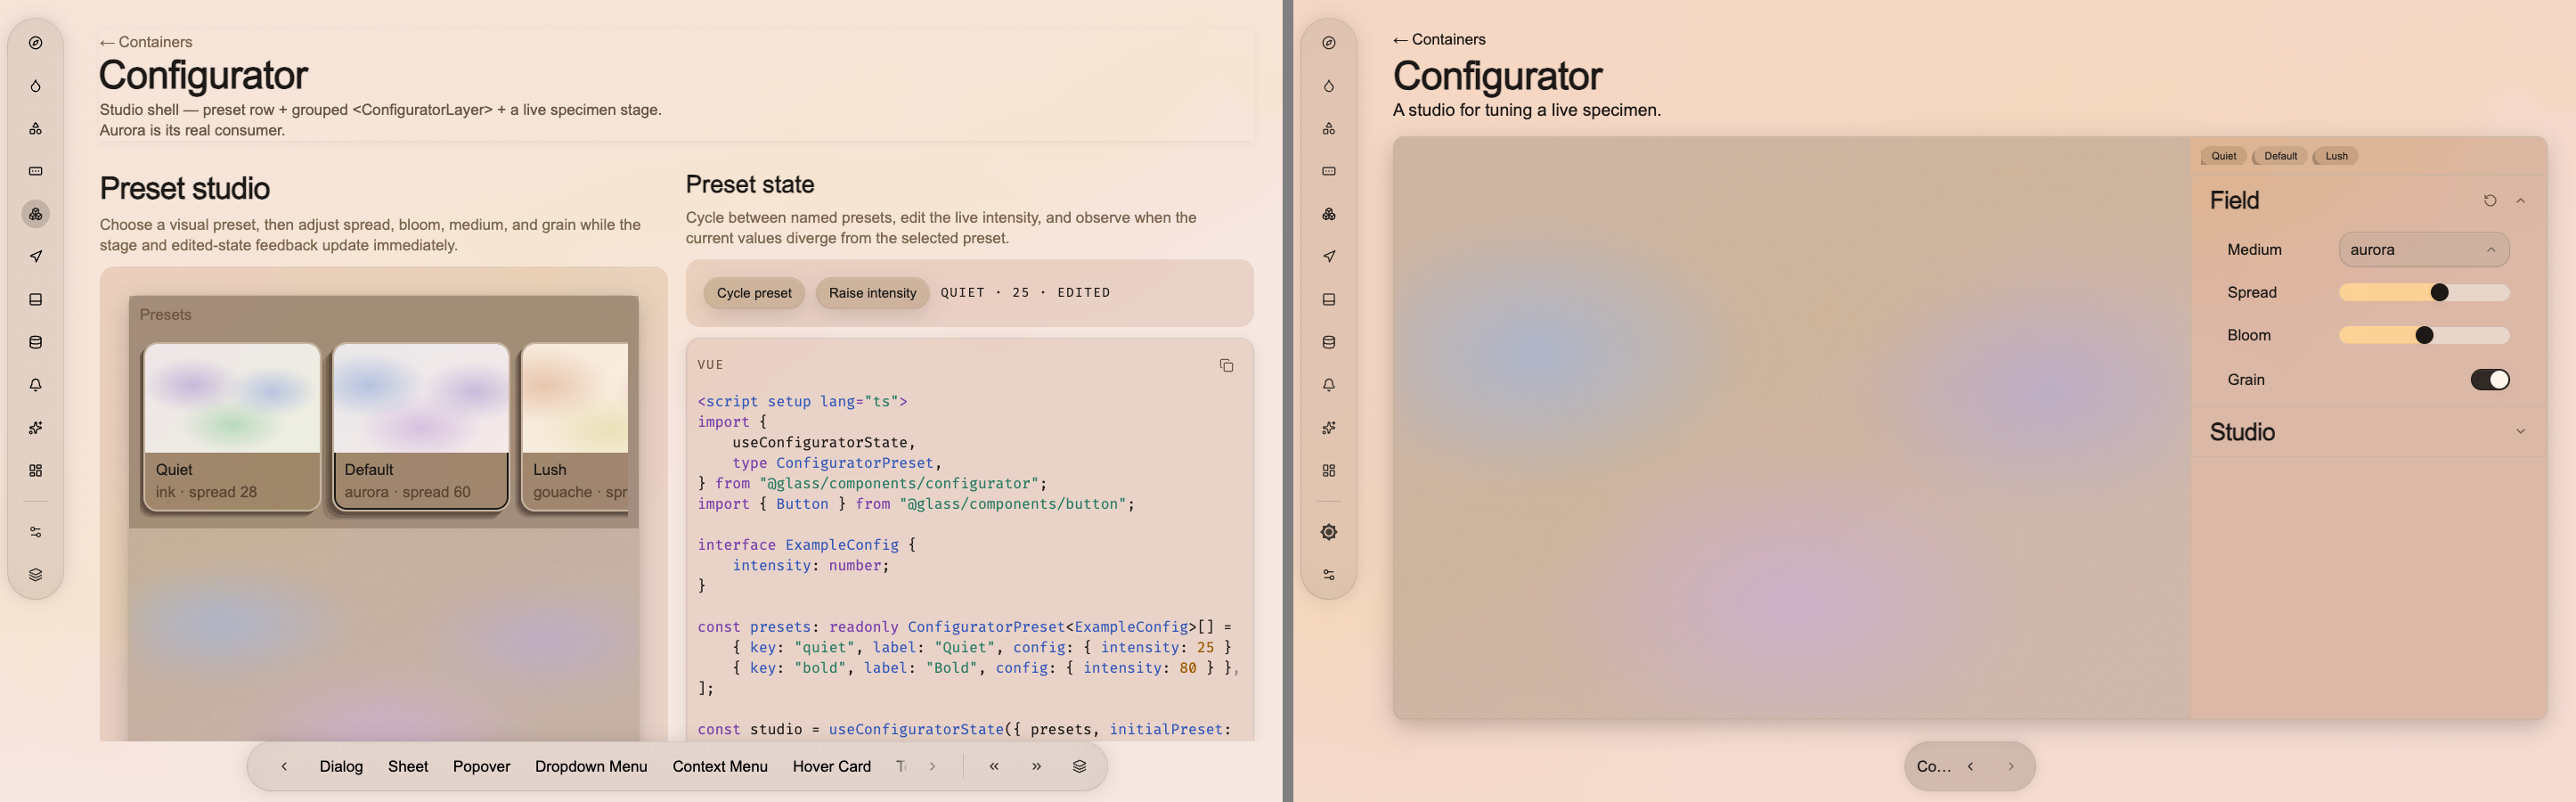 ← Containers
Configurator
Studio shell — preset row + grouped <ConfiguratorLayer> + a live specimen stage.
Aurora is its real consumer.
Preset studio
Choose a visual preset, then adjust spread, bloom, medium, and grain while the
stage and edited-state feedback update immediately.
Presets
Quiet
ink · spread 28
Default
aurora · spread 60
Lush
gouache · spr
Preset state
Cycle between named presets, edit the live intensity, and observe when the
current values diverge from the selected preset.
Cycle preset
Raise intensity
QUIET · 25 · EDITED
VUE
<script setup lang="ts">
import {
    useConfiguratorState,
    type ConfiguratorPreset,
} from "@glass/components/configurator";
import { Button } from "@glass/components/button";
interface ExampleConfig {
    intensity: number;
}
const presets: readonly ConfiguratorPreset<ExampleConfig>[] =
    { key: "quiet", label: "Quiet", config: { intensity: 25 }
    { key: "bold", label: "Bold", config: { intensity: 80 } },
];
const studio = useConfiguratorState({ presets, initialPreset:
Dialog
Sheet
Popover
Dropdown Menu
Context Menu
Hover Card
← Containers
Configurator
A studio for tuning a live specimen.
Quiet
Default
Lush
Field
Medium
aurora
Spread
Bloom
Grain
Studio
Co...